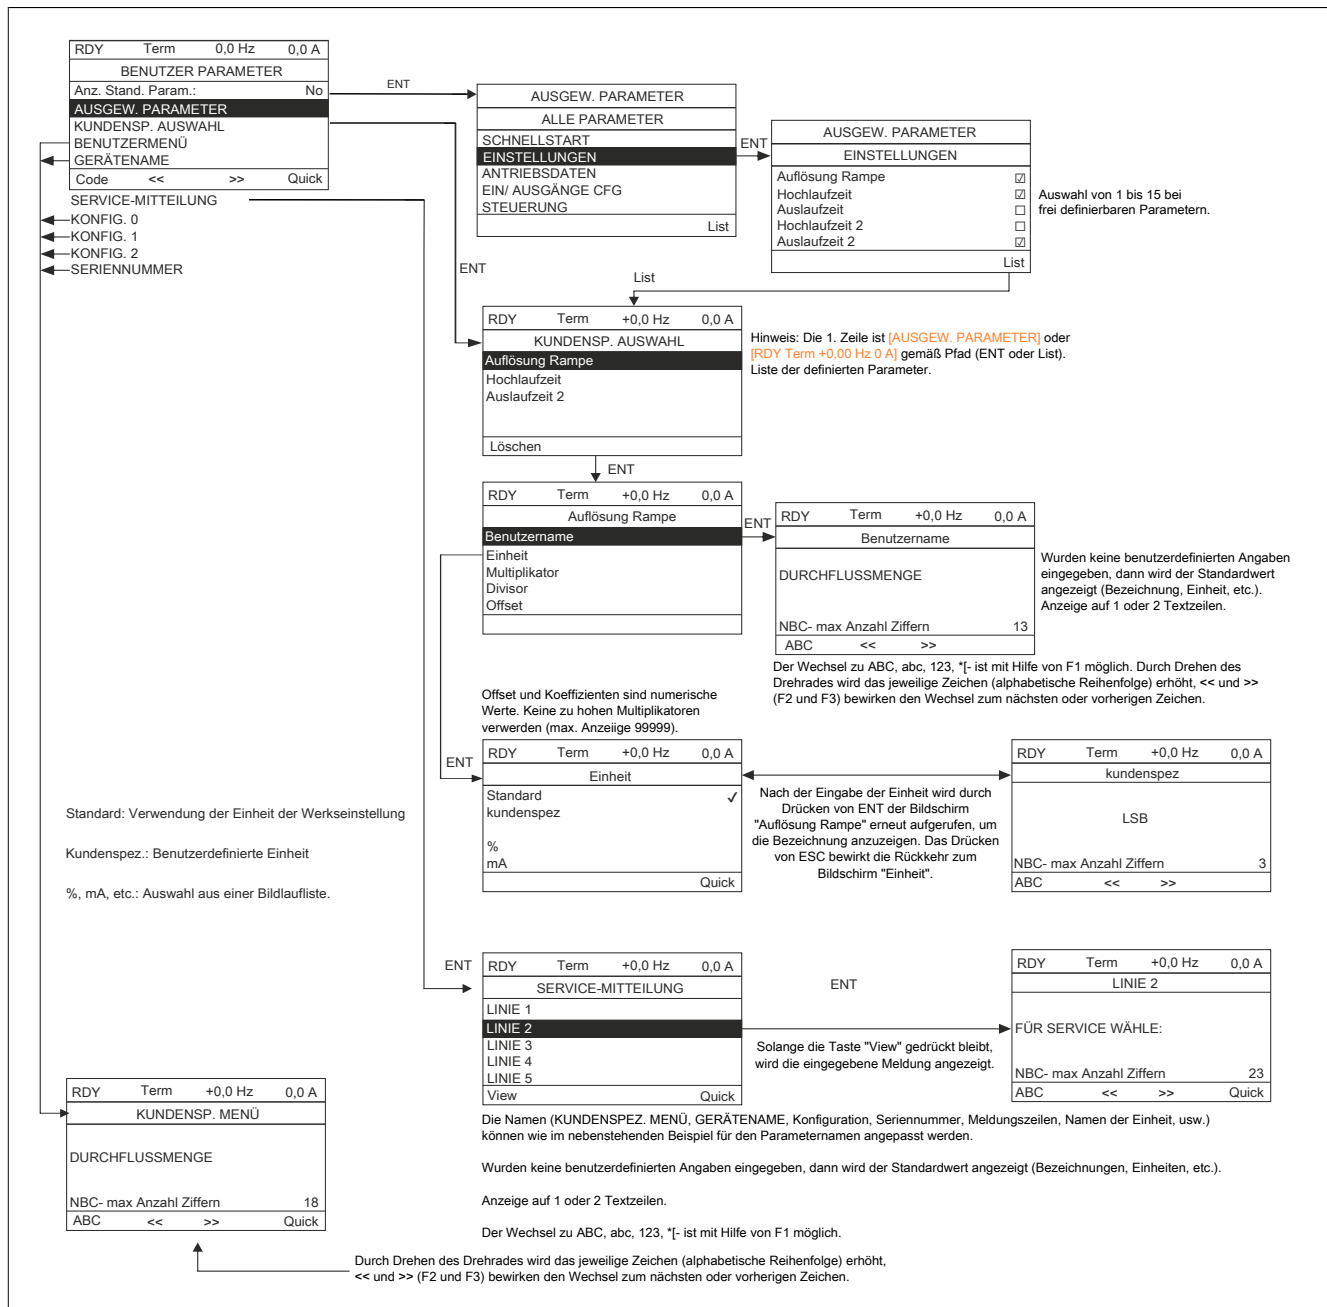 RDY Term 0,0 Hz 0,0 A
BENUTZER PARAMETER
Anz. Stand. Param.: No
AUSGEW. PARAMETER
KUNDENSP. AUSWAHL
BENUTZERMENÜ
GERÄTENAME
Code << >> Quick
SERVICE-MITTEILUNG
KONFIG. 0
KONFIG. 1
KONFIG. 2
SERIENNUMMER
ENT
AUSGEW. PARAMETER
ALLE PARAMETER
SCHNELLSTART
EINSTELLUNGEN
ANTRIEBSDATEN
EIN/ AUSGÄNGE CFG
STEUERUNG
List
ENT
AUSGEW. PARAMETER
EINSTELLUNGEN
Auflösung Rampe ☑
Hochlaufzeit ☑
Auslaufzeit ☐
Hochlaufzeit 2 ☐
Auslaufzeit 2 ☑
List
Auswahl von 1 bis 15 bei
frei definierbaren Parametern.
ENT
List
RDY Term +0,0 Hz 0,0 A
KUNDENSP. AUSWAHL
Auflösung Rampe
Hochlaufzeit
Auslaufzeit 2
Löschen
Hinweis: Die 1. Zeile ist [AUSGEW. PARAMETER] oder
[RDY Term +0,00 Hz 0 A] gemäß Pfad (ENT oder List).
Liste der definierten Parameter.
ENT
RDY Term +0,0 Hz 0,0 A
Auflösung Rampe
Benutzername
Einheit
Multiplikator
Divisor
Offset
ENT
RDY Term +0,0 Hz 0,0 A
Benutzername
DURCHFLUSSMENGE
NBC- max Anzahl Ziffern 13
ABC << >>
Wurden keine benutzerdefinierten Angaben
eingegeben, dann wird der Standardwert
angezeigt (Bezeichnung, Einheit, etc.).
Anzeige auf 1 oder 2 Textzeilen.
Der Wechsel zu ABC, abc, 123, *[- ist mit Hilfe von F1 möglich. Durch Drehen des
Drehrades wird das jeweilige Zeichen (alphabetische Reihenfolge) erhöht, << und >>
(F2 und F3) bewirken den Wechsel zum nächsten oder vorherigen Zeichen.
Offset und Koeffizienten sind numerische
Werte. Keine zu hohen Multiplikatoren
verwerden (max. Anzeiige 99999).
ENT
RDY Term +0,0 Hz 0,0 A
Einheit
Standard ✓
kundenspez
%
mA
Quick
Nach der Eingabe der Einheit wird durch
Drücken von ENT der Bildschirm
"Auflösung Rampe" erneut aufgerufen, um
die Bezeichnung anzuzeigen. Das Drücken
von ESC bewirkt die Rückkehr zum
Bildschirm "Einheit".
RDY Term +0,0 Hz 0,0 A
kundenspez
LSB
NBC- max Anzahl Ziffern 3
ABC << >>
Standard: Verwendung der Einheit der Werkseinstellung
Kundenspez.: Benutzerdefinierte Einheit
%, mA, etc.: Auswahl aus einer Bildlaufliste.
ENT
RDY Term +0,0 Hz 0,0 A
SERVICE-MITTEILUNG
LINIE 1
LINIE 2
LINIE 3
LINIE 4
LINIE 5
View Quick
ENT
Solange die Taste "View" gedrückt bleibt,
wird die eingegebene Meldung angezeigt.
RDY Term +0,0 Hz 0,0 A
LINIE 2
FÜR SERVICE WÄHLE:
NBC- max Anzahl Ziffern 23
ABC << >> Quick
RDY Term +0,0 Hz 0,0 A
KUNDENSP. MENÜ
DURCHFLUSSMENGE
NBC- max Anzahl Ziffern 18
ABC << >> Quick
Die Namen (KUNDENSPEZ. MENÜ, GERÄTENAME, Konfiguration, Seriennummer, Meldungszeilen, Namen der Einheit, usw.)
können wie im nebenstehenden Beispiel für den Parameternamen angepasst werden.
Wurden keine benutzerdefinierten Angaben eingegeben, dann wird der Standardwert angezeigt (Bezeichnungen, Einheiten, etc.).
Anzeige auf 1 oder 2 Textzeilen.
Der Wechsel zu ABC, abc, 123, *[- ist mit Hilfe von F1 möglich.
Durch Drehen des Drehrades wird das jeweilige Zeichen (alphabetische Reihenfolge) erhöht,
<< und >> (F2 und F3) bewirken den Wechsel zum nächsten oder vorherigen Zeichen.